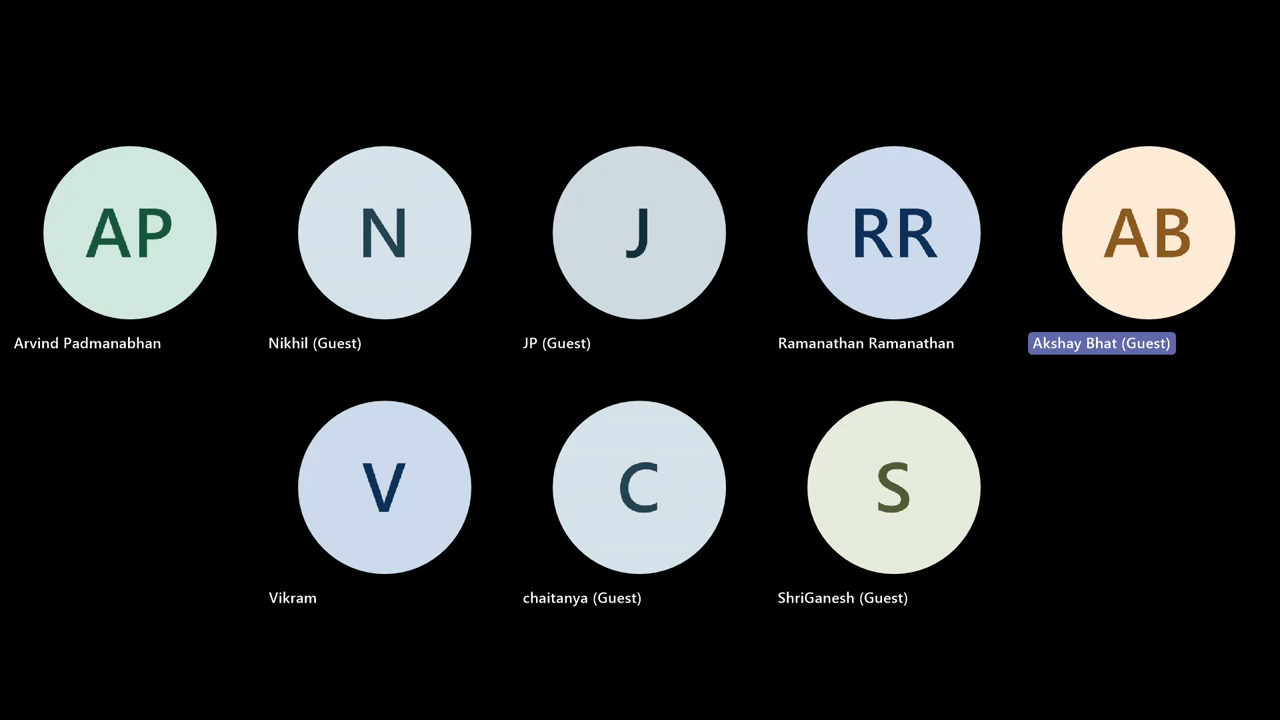 AP
N
J
RR
AB
Arvind Padmanabhan
Nikhil (Guest)
JP (Guest)
Ramanathan Ramanathan
Akshay Bhat (Guest)
V
C
S
Vikram
chaitanya (Guest)
ShriGanesh (Guest)